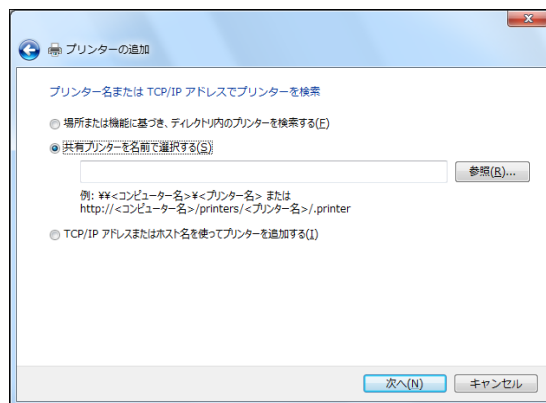 プリンターの追加
プリンター名または TCP/IP アドレスでプリンターを検索
場所または機能に基づき、ディレクトリ内のプリンターを検索する(F)
共有プリンターを名前で選択する(S)
参照(R)...
例: ¥¥<コンピューター名>¥<プリンター名> または
http://<コンピューター名>/printers/<プリンター名>/.printer
TCP/IP アドレスまたはホスト名を使ってプリンターを追加する(I)
次へ(N)
キャンセル